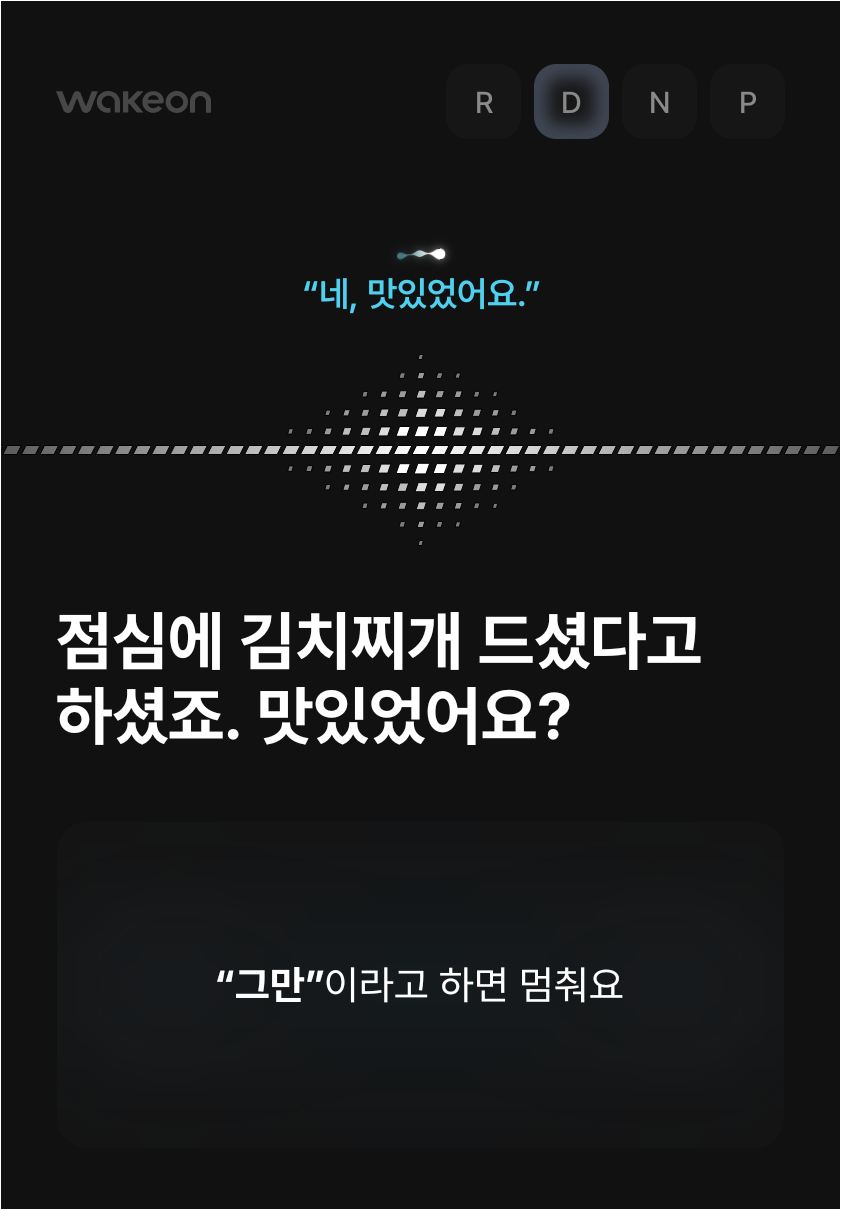 wakeon
R D N P
“네, 맛있었어요.”
점심에 김치찌개 드셨다고
하셨죠. 맛있었어요?
“그만”이라고 하면 멈춰요